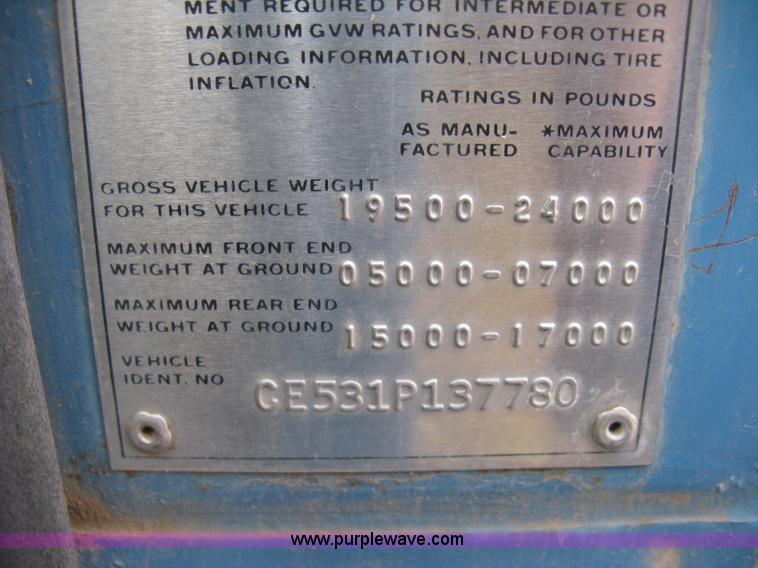 MENT REQUIRED FOR INTERMEDIATE OR
MAXIMUM GVW RATINGS, AND FOR OTHER
LOADING INFORMATION, INCLUDING TIRE
INFLATION.
RATINGS IN POUNDS
AS MANU- *MAXIMUM
FACTURED CAPABILITY
GROSS VEHICLE WEIGHT
FOR THIS VEHICLE 19500-24000
MAXIMUM FRONT END
WEIGHT AT GROUND 05000-07000
MAXIMUM REAR END
WEIGHT AT GROUND 15000-17000
VEHICLE
IDENT. NO CE531P137780
www.purplewave.com